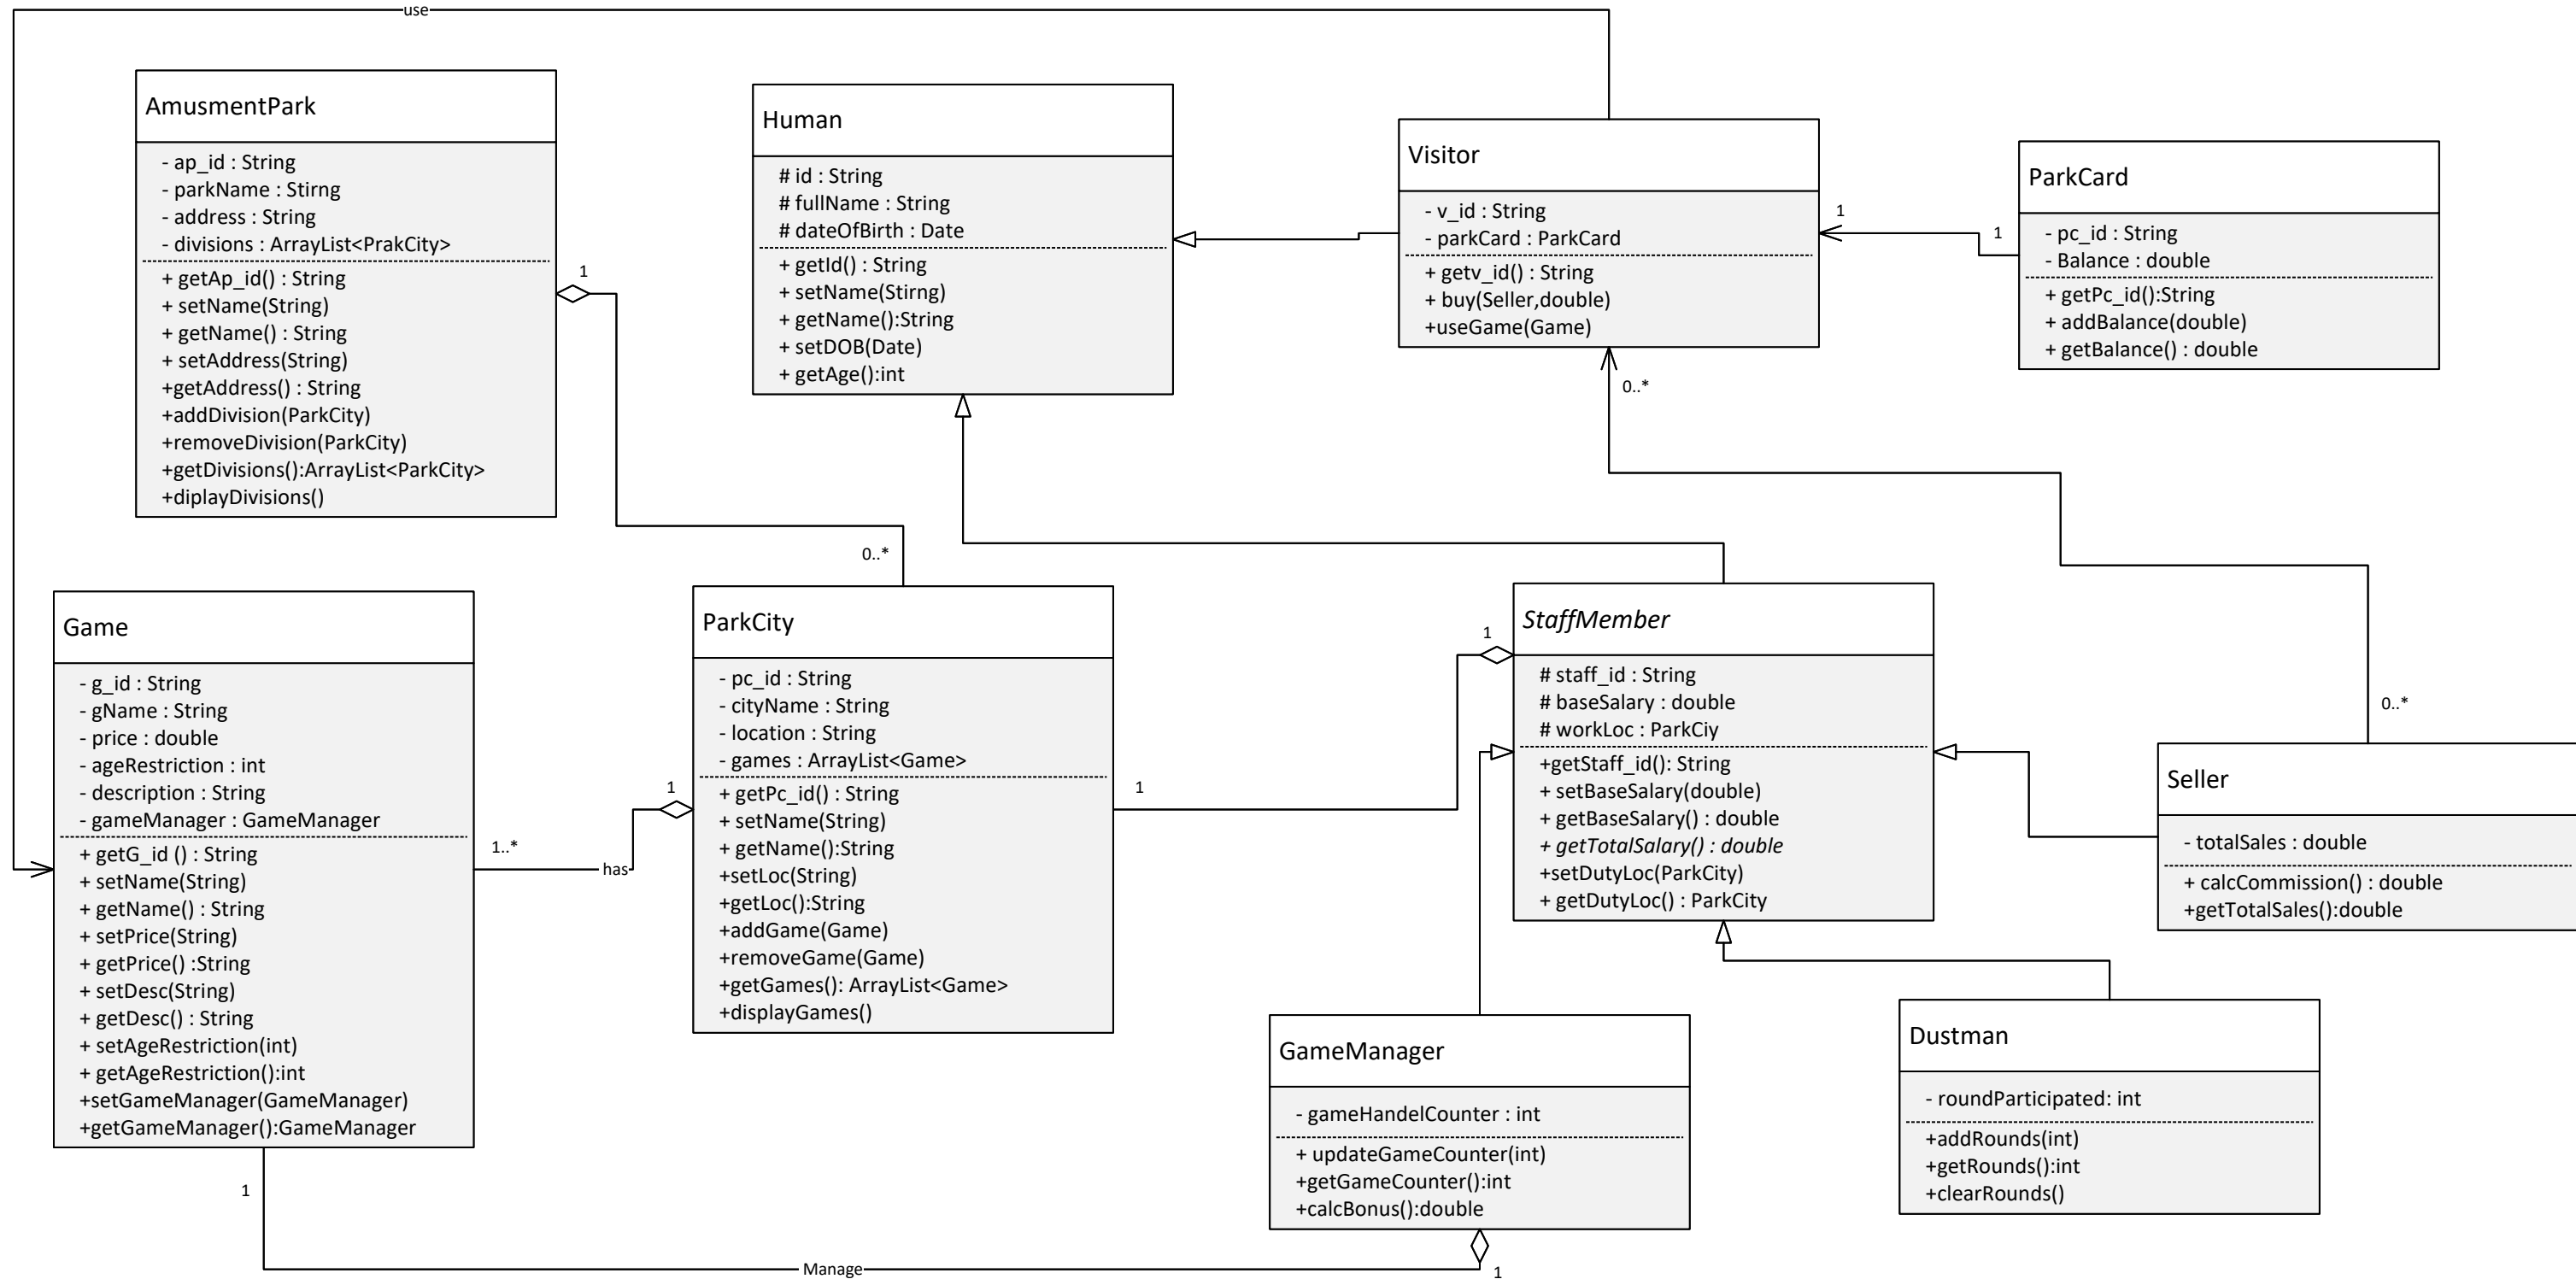 use
AmusmentPark
- ap_id : String
- parkName : Stirng
- address : String
- divisions : ArrayList<PrakCity>
+ getAp_id() : String
+ setName(String)
+ getName() : String
+ setAddress(String)
+getAddress() : String
+addDivision(ParkCity)
+removeDivision(ParkCity)
+getDivisions():ArrayList<ParkCity>
+diplayDivisions()
1
0..*
Human
# id : String
# fullName : String
# dateOfBirth : Date
+ getId() : String
+ setName(Stirng)
+ getName():String
+ setDOB(Date)
+ getAge():int
Visitor
- v_id : String
- parkCard : ParkCard
+ getv_id() : String
+ buy(Seller,double)
+useGame(Game)
1
1
0..*
ParkCard
- pc_id : String
- Balance : double
+ getPc_id():String
+ addBalance(double)
+ getBalance() : double
Game
- g_id : String
- gName : String
- price : double
- ageRestriction : int
- description : String
- gameManager : GameManager
+ getG_id () : String
+ setName(String)
+ getName() : String
+ setPrice(String)
+ getPrice() :String
+ setDesc(String)
+ getDesc() : String
+ setAgeRestriction(int)
+ getAgeRestriction():int
+setGameManager(GameManager)
+getGameManager():GameManager
1..*
has
1
ParkCity
- pc_id : String
- cityName : String
- location : String
- games : ArrayList<Game>
+ getPc_id() : String
+ setName(String)
+ getName():String
+setLoc(String)
+getLoc():String
+addGame(Game)
+removeGame(Game)
+getGames(): ArrayList<Game>
+displayGames()
1
1
StaffMember
# staff_id : String
# baseSalary : double
# workLoc : ParkCiy
+getStaff_id(): String
+ setBaseSalary(double)
+ getBaseSalary() : double
+ getTotalSalary() : double
+setDutyLoc(ParkCity)
+ getDutyLoc() : ParkCity
0..*
Seller
- totalSales : double
+ calcCommission() : double
+getTotalSales():double
GameManager
- gameHandelCounter : int
+ updateGameCounter(int)
+getGameCounter():int
+calcBonus():double
Dustman
- roundParticipated: int
+addRounds(int)
+getRounds():int
+clearRounds()
1
Manage
1